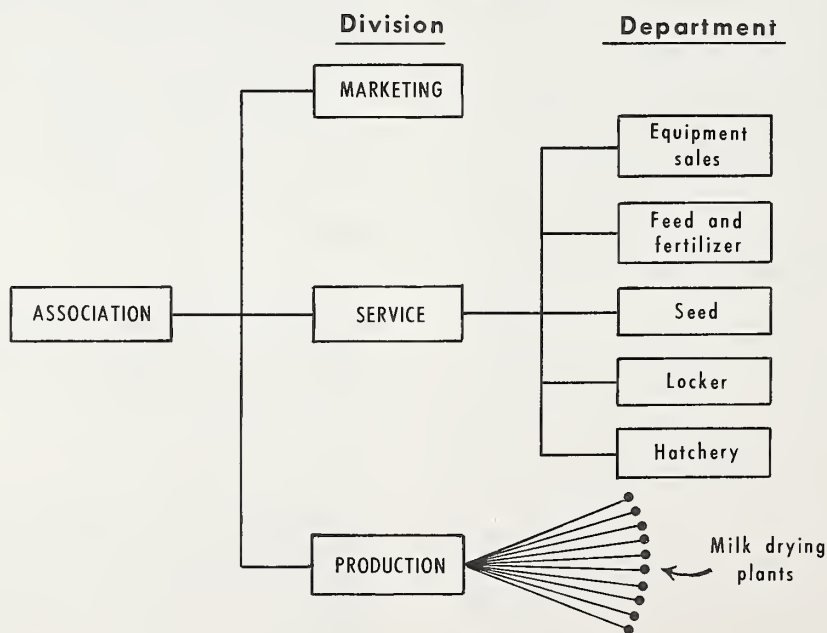 Division
Department
MARKETING
Equipment
sales
Feed and
fertilizer
ASSOCIATION
SERVICE
Seed
Locker
Hatchery
PRODUCTION
Milk drying
plants